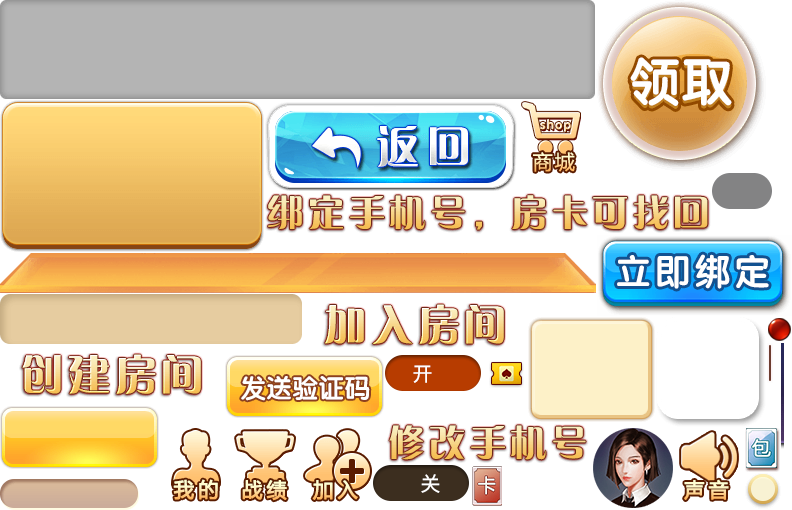 领取
返回
shop
商城
绑定手机号，房卡可找回
立即绑定
加入房间
创建房间
发送验证码
开
修改手机号
包
我的
战绩
加入
关
卡
声音